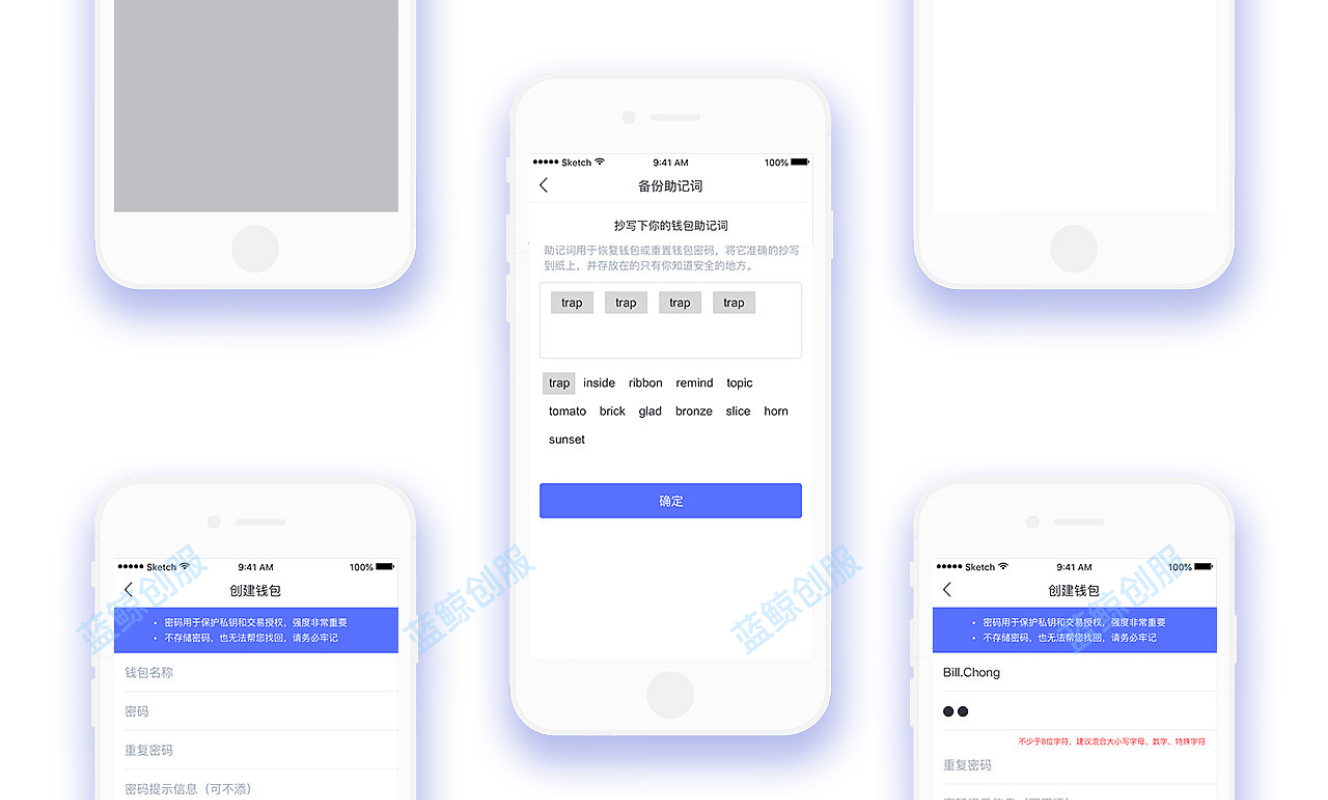 Sketch 9:41 AM 100%
备份助记词
抄写下你的钱包助记词
助记词用于恢复钱包或重置钱包密码，将它准确的抄写
到纸上，并存放在的只有你知道安全的地方。
trap trap trap trap
trap inside ribbon remind topic
tomato brick glad bronze slice horn
sunset
确定
Sketch 9:41 AM 100%
创建钱包
• 密码用于保护私钥和交易授权，强度非常重要
• 不存储密码，也无法帮您找回，请务必牢记
钱包名称
密码
重复密码
密码提示信息（可不添）
Sketch 9:41 AM 100%
创建钱包
• 密码用于保护私钥和交易授权，强度非常重要
• 不存储密码，也无法帮您找回，请务必牢记
Bill.Chong
不少于8位字符，建议混合大小写字母、数字、特殊字符
重复密码
蓝鲸创服
蓝鲸创服
蓝鲸创服
蓝鲸创服